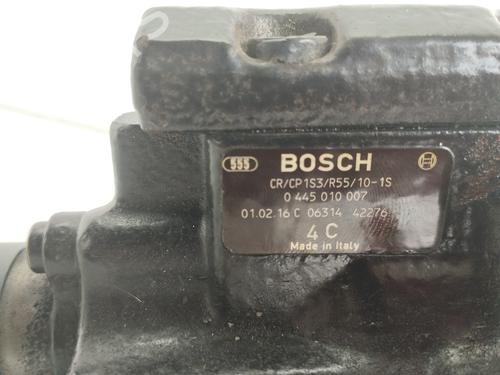 555 BOSCH
CR/CP1S3/R55/10-1S
0 445 010 007
01.02.16 C 06314 42276
4 C
Made in Italy